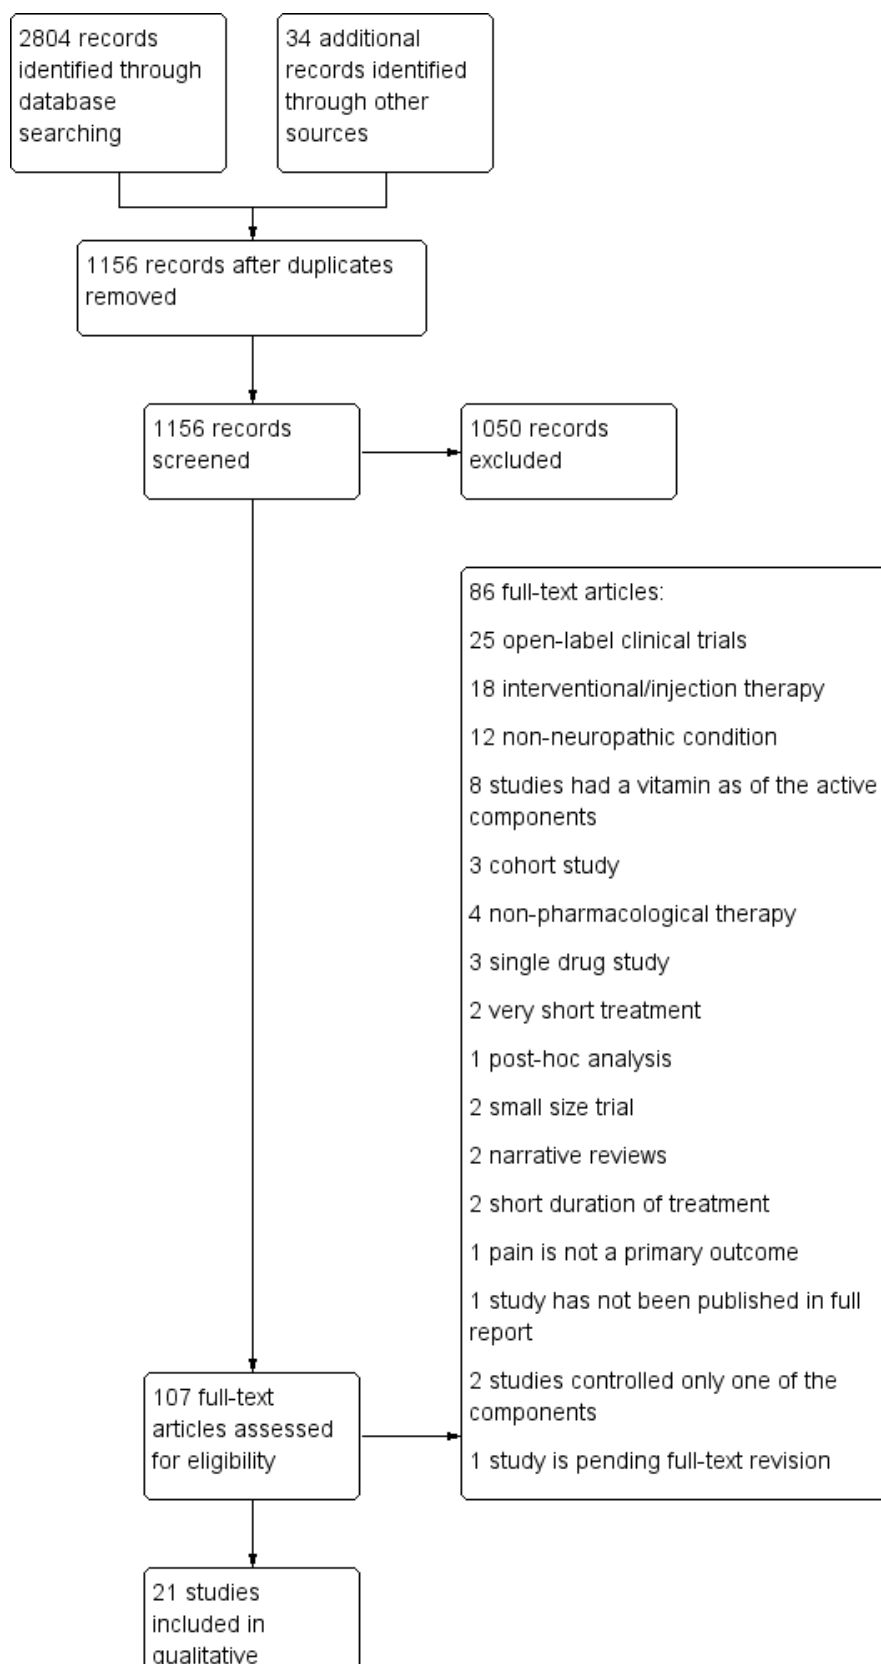 2804 records
identified through
database
searching
34 additional
records identified
through other
sources
1156 records after duplicates
removed
1156 records
screened
1050 records
excluded
86 full-text articles:
25 open-label clinical trials
18 interventional/injection therapy
12 non-neuropathic condition
8 studies had a vitamin as of the active
components
3 cohort study
4 non-pharmacological therapy
3 single drug study
2 very short treatment
1 post-hoc analysis
2 small size trial
2 narrative reviews
2 short duration of treatment
1 pain is not a primary outcome
1 study has not been published in full
report
2 studies controlled only one of the
components
1 study is pending full-text revision
107 full-text
articles assessed
for eligibility
21 studies
included in
qualitative